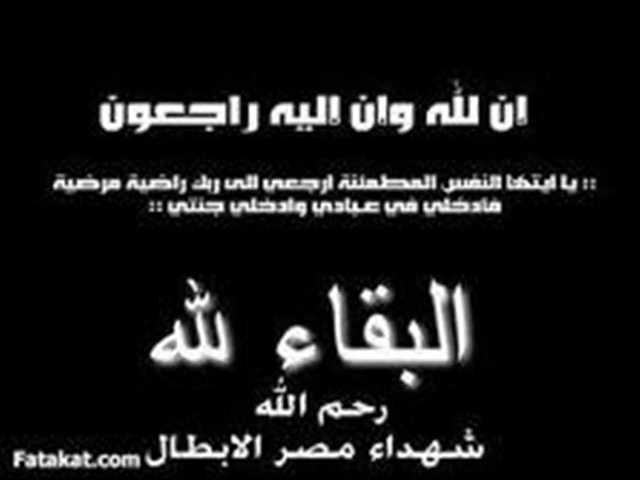 ان لله وان اليه راجعون
:: يا ايتها النفس المطمئنة ارجعي الى ربك راضية مرضية
فادخلي في عبادي وادخلي جنتي ::
البقاء لله
رحم الله
شهداء مصر الابطال
Fatakat.com